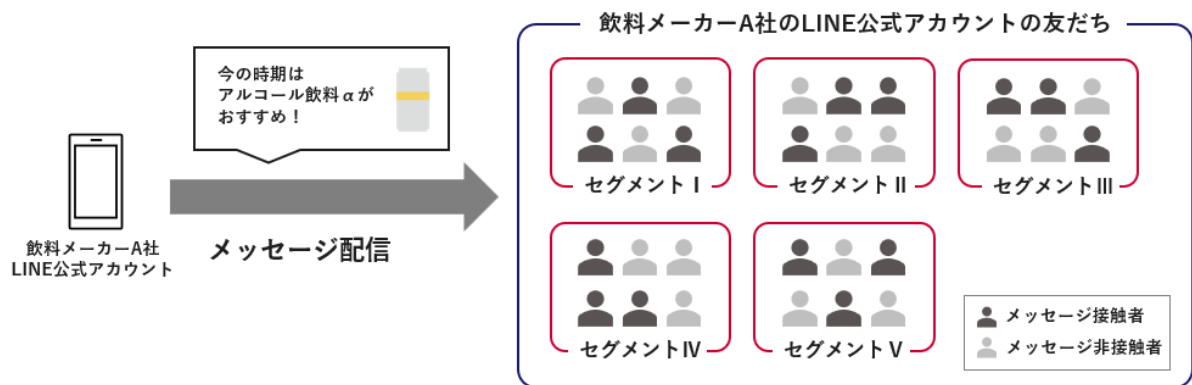 飲料メーカーA社のLINE公式アカウントの友だち
今の時期は
アルコール飲料αが
おすすめ！
飲料メーカーA社
LINE公式アカウント
メッセージ配信
セグメントⅠ
セグメントⅡ
セグメントⅢ
セグメントⅣ
セグメントⅤ
メッセージ接触者
メッセージ非接触者